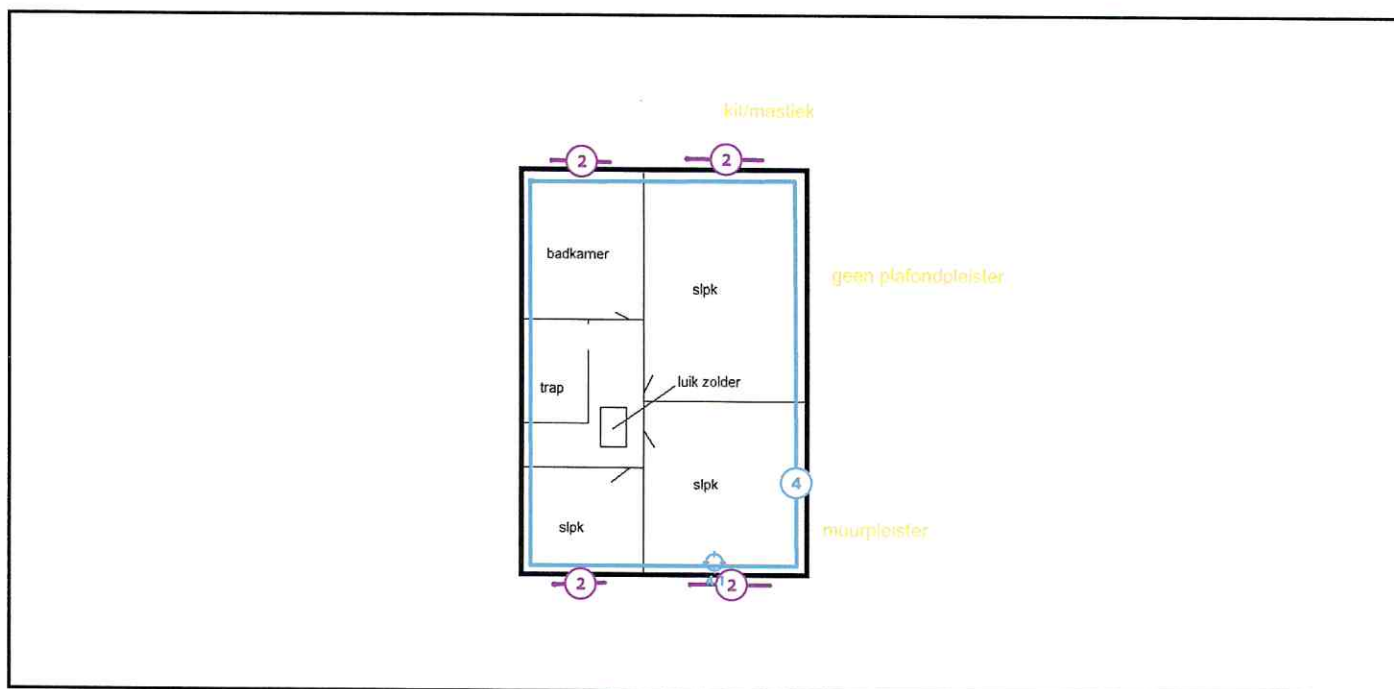 kit/mastiek
2
2
badkamer
geen plafondpleister
slpk
trap
luik zolder
4
slpk
slpk
muurpleister
2
2